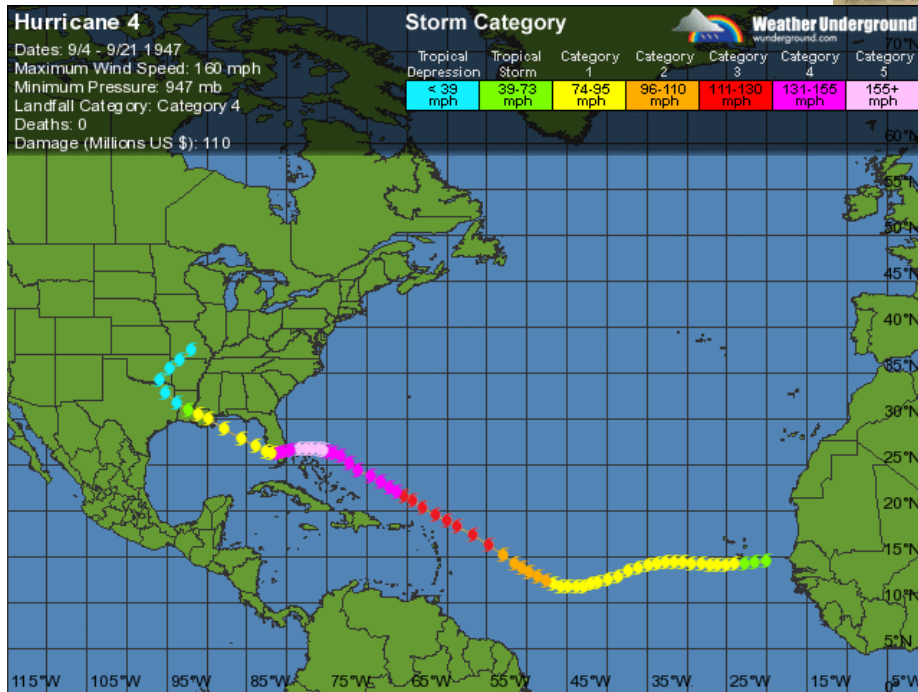 Hurricane 4
Dates: 9/4 - 9/21 1947
Maximum Wind Speed: 160 mph
Minimum Pressure: 947 mb
Landfall Category: Category 4
Deaths: 0
Damage (Millions US $): 110
Storm Category
Weather Underground
wunderground.com
Tropical Depression
Tropical Storm
Category 1
Category 2
Category 3
Category 4
Category 5
< 39 mph
39-73 mph
74-95 mph
96-110 mph
111-130 mph
131-155 mph
155+ mph
70°N
60°N
55°N
50°N
45°N
40°N
35°N
30°N
25°N
20°N
15°N
10°N
5°N
115°W 105°W 95°W 85°W 75°W 65°W 55°W 45°W 35°W 25°W 15°W 5°W